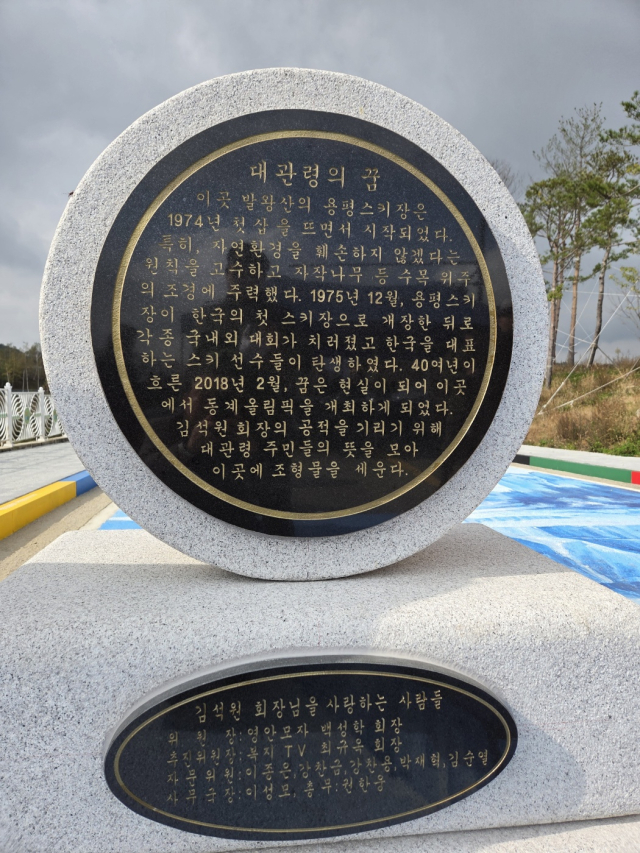 대관령의 꿈
이곳 발왕산의 용평스키장은
1974년 첫 삽을 뜨면서 시작되었다.
특히, 자연환경을 훼손하지 않겠다는
원칙을 고수하고 자작나무 등 수목 위주
의 조경에 주력했다. 1975년 12월, 용평스키
장이 한국의 첫 스키장으로 개장한 뒤로
각종 국내외 대회가 치러졌고 한국을 대표
하는 스키 선수들이 탄생하였다. 40여년이
흐른 2018년 2월, 꿈은 현실이 되어 이곳
에서 동계올림픽을 개최하게 되었다.
김석원 회장의 공적을 기리기 위해
대관령 주민들의 뜻을 모아
이곳에 조형물을 세운다.
김석원 회장님을 사랑하는 사람들
위 원 장:영안모자 백성학 회장
추진위원장:복지 TV 최규옥 회장
자문위원:이종은,강찬금,강찬용,박재희,김순열
사무국장:이성모, 총무:권한동